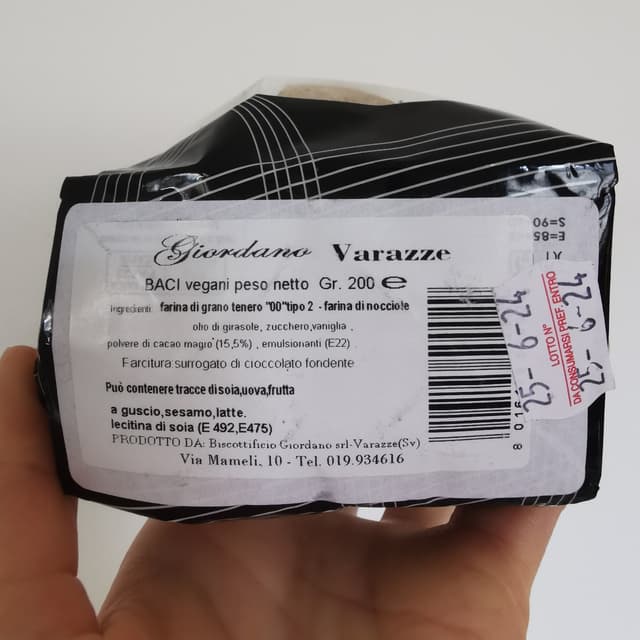 Giordano Varazze
BACI vegani peso netto Gr. 200 e
Ingredienti: farina di grano tenero "00"tipo 2 - farina di nocciole
olio di girasole, zucchero,vaniglia ,
polvere di cacao magro (15,5%) , emulsionanti (E22)
Farcitura:surrogato di cioccolato fondente
Può contenere tracce di soia,uova,frutta
a guscio,sesamo,latte.
lecitina di soia (E 492,E475)
PRODOTTO DA: Biscottificio Giordano srl-Varazze(Sv)
Via Mameli, 10 - Tel. 019.934616
8 016
25-6-24
LOTTO N°
DA CONSUMARSI PREF. ENTRO
25-6-24
E=85
S=90